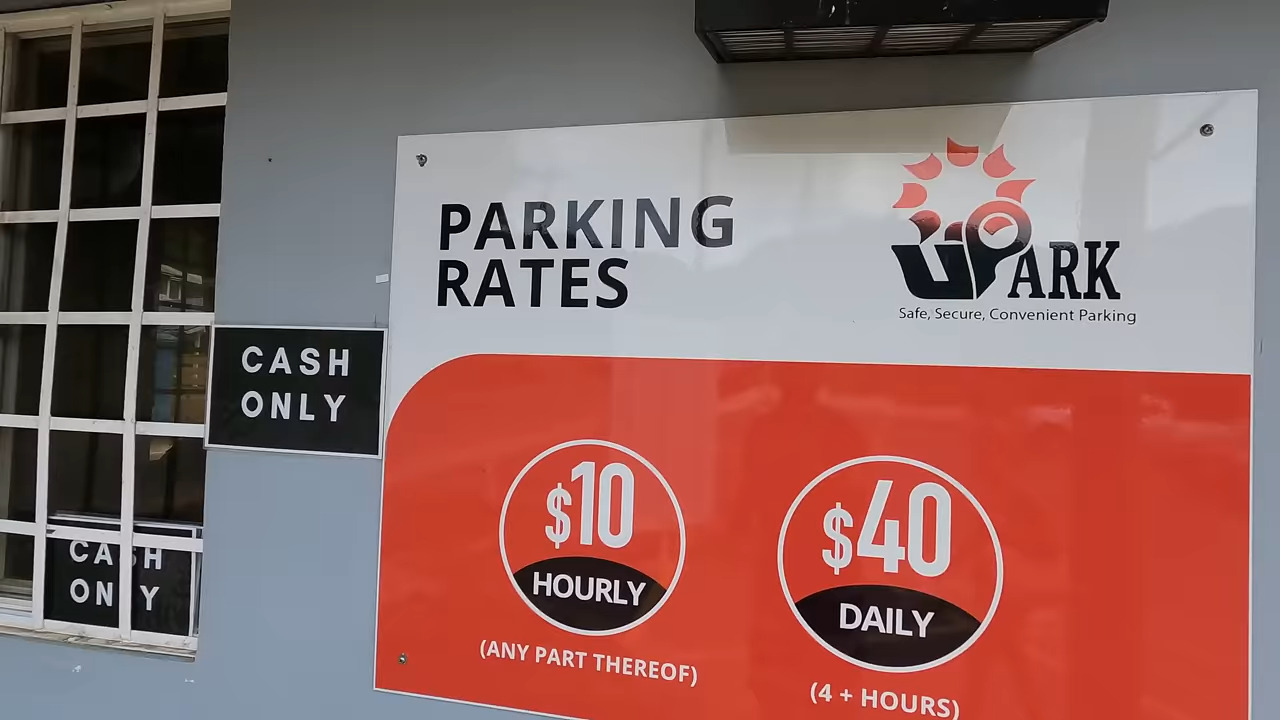 PARKING
RATES
UPARK
Safe, Secure, Convenient Parking
CASH
ONLY
$10
HOURLY
(ANY PART THEREOF)
$40
DAILY
(4 + HOURS)
CASH
ONLY